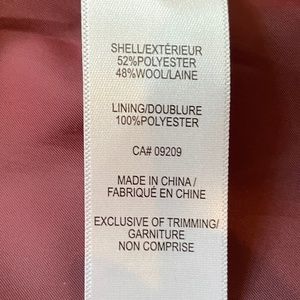 SHELL/EXTÉRIEUR
52%POLYESTER
48%WOOL/LAINE
LINING/DOUBLURE
100%POLYESTER
CA# 09209
MADE IN CHINA/
FABRIQUÉ EN CHINE
EXCLUSIVE OF TRIMMING/
GARNITURE
NON COMPRISE